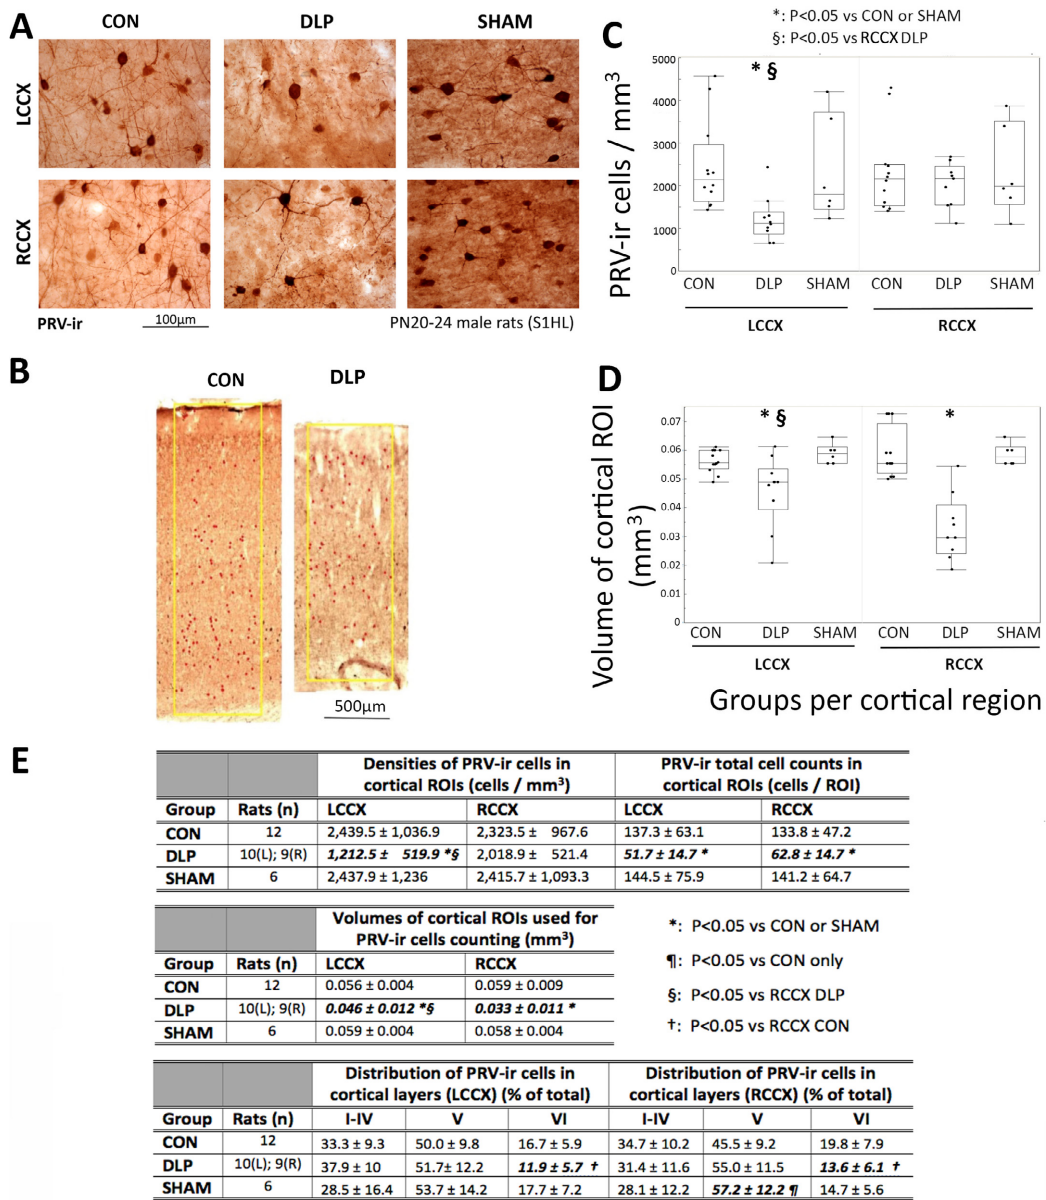 A
CON
DLP
SHAM
LCCX
RCCX
PRV-ir
100µm
PN20-24 male rats (S1HL)
B
CON
DLP
500µm
C
*: P<0.05 vs CON or SHAM
§: P<0.05 vs RCCX DLP
PRV-ir cells / mm³
5000
* §
4000
3000
2000
1000
0
CON
DLP
SHAM
CON
DLP
SHAM
LCCX
RCCX
D
Volume of cortical ROI
(mm³)
0.07
* §
*
0.06
0.05
0.04
0.03
0.02
0.01
0
CON
DLP
SHAM
CON
DLP
SHAM
LCCX
RCCX
Groups per cortical region
E
Densities of PRV-ir cells in
cortical ROIs (cells / mm³)
PRV-ir total cell counts in
cortical ROIs (cells / ROI)
Group Rats (n) LCCX RCCX LCCX RCCX
CON 12 2,439.5 ± 1,036.9 2,323.5 ± 967.6 137.3 ± 63.1 133.8 ± 47.2
DLP 10(L); 9(R) 1,212.5 ± 519.9 *§ 2,018.9 ± 521.4 51.7 ± 14.7 * 62.8 ± 14.7 *
SHAM 6 2,437.9 ± 1,236 2,415.7 ± 1,093.3 144.5 ± 75.9 141.2 ± 64.7
Volumes of cortical ROIs used for
PRV-ir cells counting (mm³)
Group Rats (n) LCCX RCCX
CON 12 0.056 ± 0.004 0.059 ± 0.009
DLP 10(L); 9(R) 0.046 ± 0.012 *§ 0.033 ± 0.011 *
SHAM 6 0.059 ± 0.004 0.058 ± 0.004
*: P<0.05 vs CON or SHAM
¶: P<0.05 vs CON only
§: P<0.05 vs RCCX DLP
†: P<0.05 vs RCCX CON
Distribution of PRV-ir cells in
cortical layers (LCCX) (% of total)
Distribution of PRV-ir cells in
cortical layers (RCCX) (% of total)
Group Rats (n) I-IV V VI I-IV V VI
CON 12 33.3 ± 9.3 50.0 ± 9.8 16.7 ± 5.9 34.7 ± 10.2 45.5 ± 9.2 19.8 ± 7.9
DLP 10(L); 9(R) 37.9 ± 10 51.7± 12.2 11.9 ± 5.7 † 31.4 ± 11.6 55.0 ± 11.5 13.6 ± 6.1 †
SHAM 6 28.5 ± 16.4 53.7 ± 14.2 17.7 ± 7.2 28.1 ± 12.2 57.2 ± 12.2 ¶ 14.7 ± 5.6